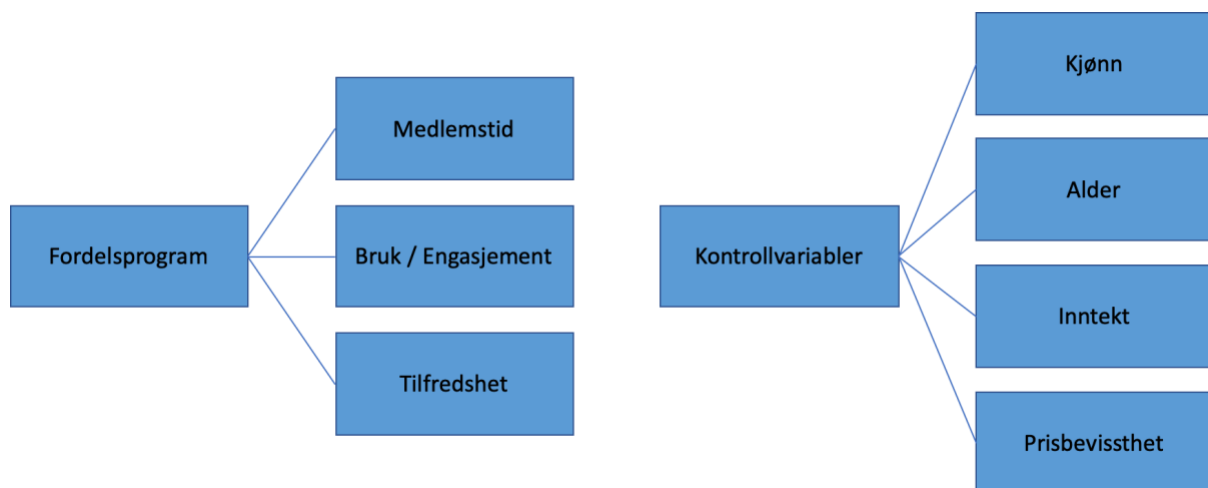 Fordelsprogram
Medlemstid
Bruk / Engasjement
Tilfredshet
Kontrollvariabler
Kjønn
Alder
Inntekt
Prisbevissthet